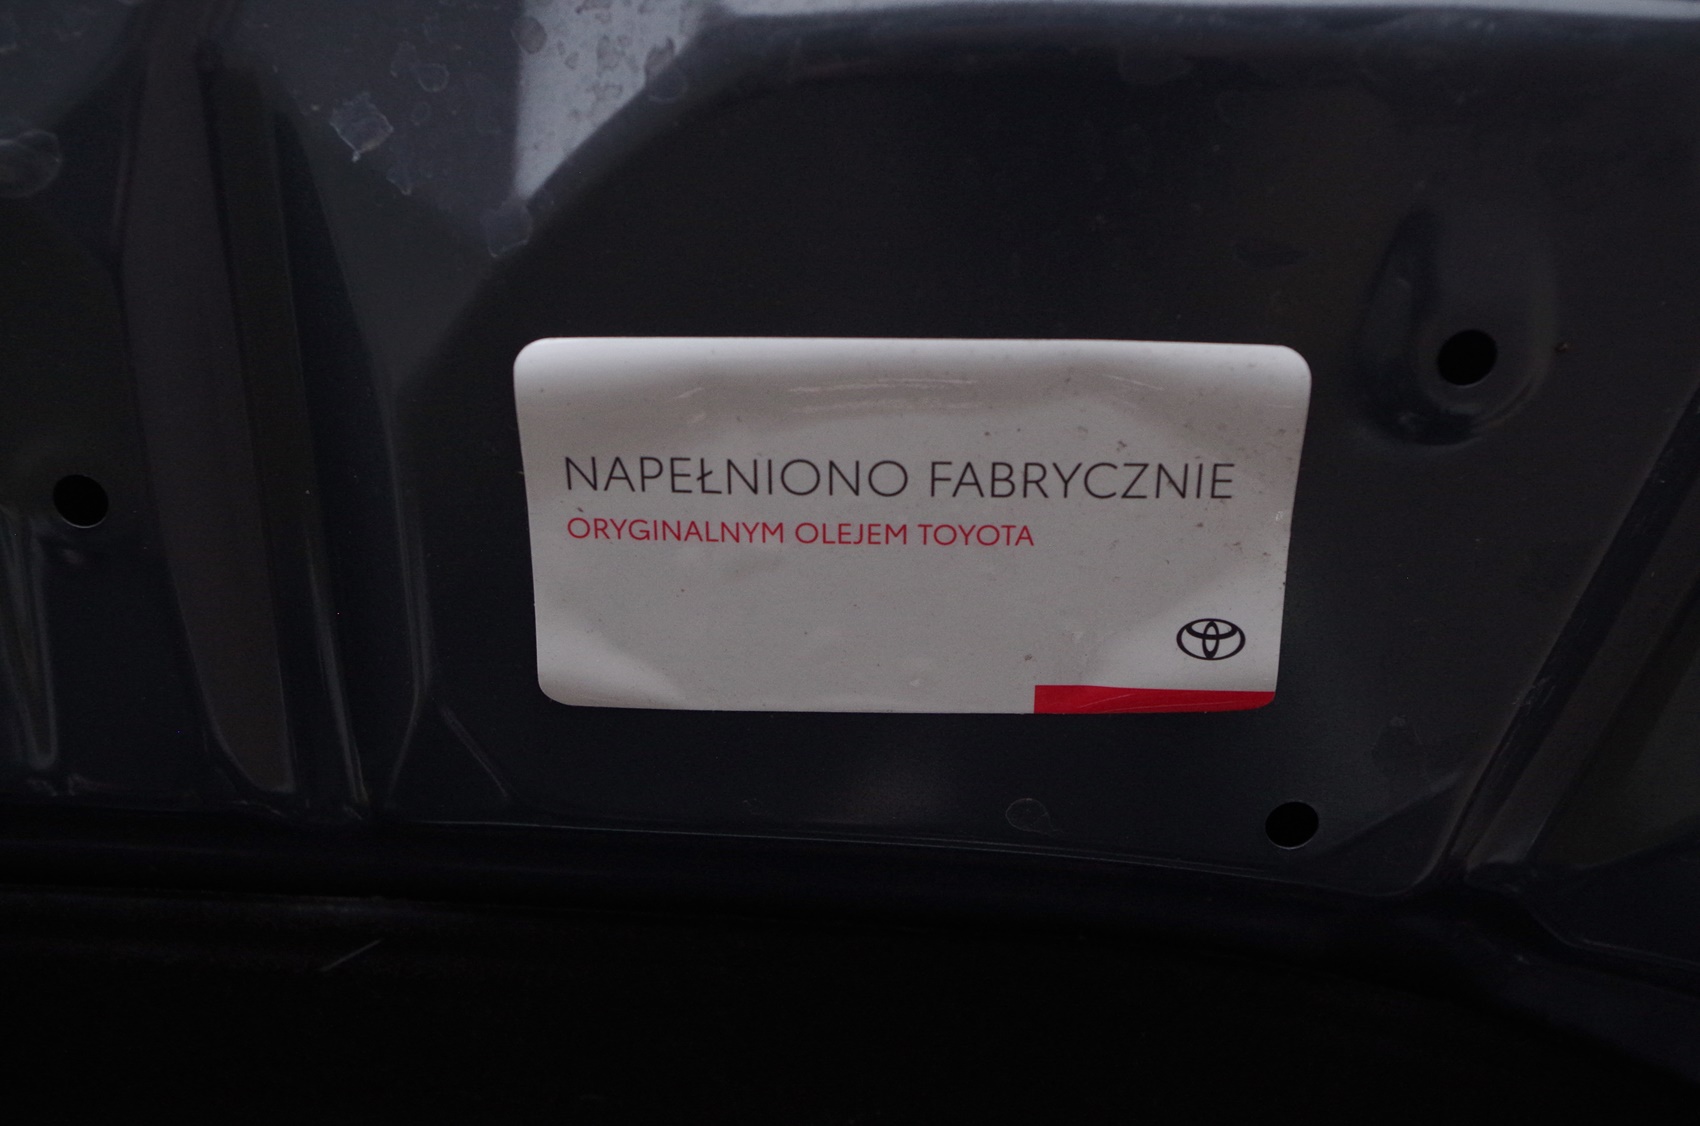 NAPEŁNIONO FABRYCZNIE
ORYGINALNYM OLEJEM TOYOTA